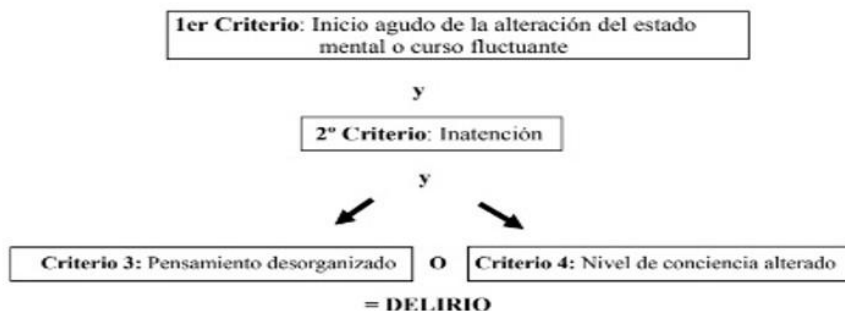 1er Criterio: Inicio agudo de la alteración del estado
mental o curso fluctuante
y
2º Criterio: Inatención
y
Criterio 3: Pensamiento desorganizado O Criterio 4: Nivel de conciencia alterado
= DELIRIO